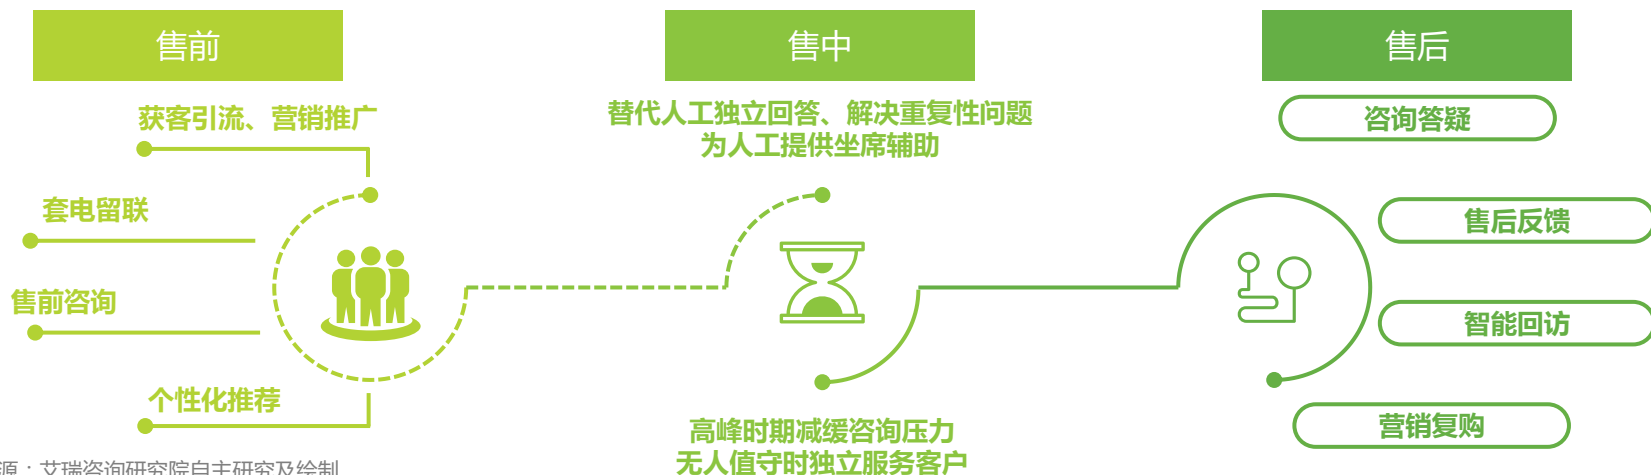 售前
获客引流、营销推广
套电留联
售前咨询
个性化推荐
售中
替代人工独立回答、解决重复性问题
为人工提供坐席辅助
高峰时期减缓咨询压力
无人值守时独立服务客户
售后
咨询答疑
售后反馈
智能回访
营销复购
源：艾瑞咨询研究院自主研究及绘制